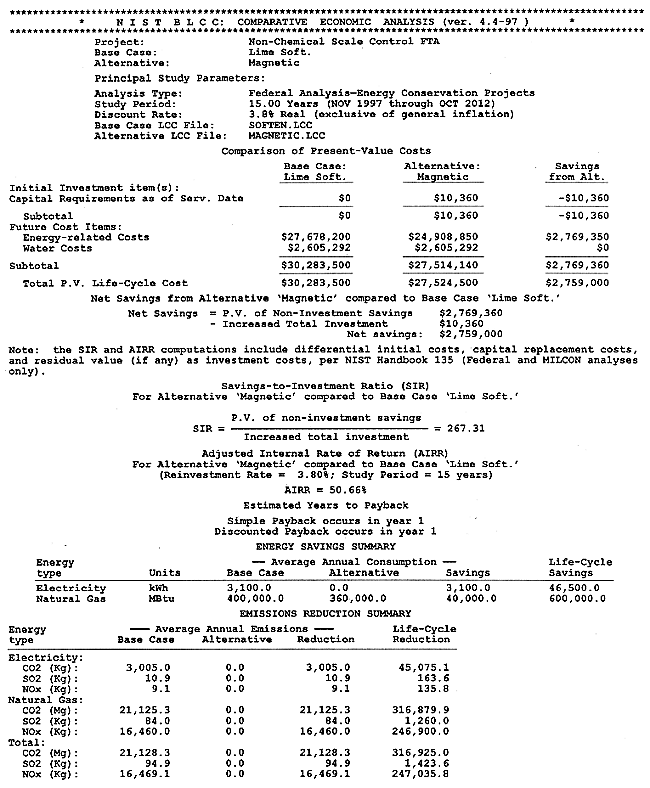 ******************************************************************************
* N I S T B L C C: COMPARATIVE ECONOMIC ANALYSIS (ver. 4.4-97 ) *
******************************************************************************
Project: Non-Chemical Scale Control FTA
Base Case: Lime Soft.
Alternative: Magnetic
Principal Study Parameters:
Analysis Type: Federal Analysis—Energy Conservation Projects
Study Period: 15.00 Years (NOV 1997 through OCT 2012)
Discount Rate: 3.8% Real (exclusive of general inflation)
Base Case LCC File: SOFTEN.LCC
Alternative LCC File: MAGNETIC.LCC
Comparison of Present-Value Costs
Base Case: Alternative: Savings
Lime Soft. Magnetic from Alt.
Initial Investment item(s):
Capital Requirements as of Serv. Date $0 $10,360 -$10,360
Subtotal $0 $10,360 -$10,360
Future Cost Items:
Energy-related Costs $27,678,200 $24,908,850 $2,769,350
Water Costs $2,605,292 $2,605,292 $0
Subtotal $30,283,500 $27,514,140 $2,769,360
Total P.V. Life-Cycle Cost $30,283,500 $27,524,500 $2,759,000
Net Savings from Alternative 'Magnetic' compared to Base Case 'Lime Soft.'
Net Savings = P.V. of Non-Investment Savings $2,769,360
- Increased Total Investment $10,360
Net savings: $2,759,000
Note: the SIR and AIRR computations include differential initial costs, capital replacement costs,
and residual value (if any) as investment costs, per NIST Handbook 135 (Federal and MILCON analyses
only).
Savings-to-Investment Ratio (SIR)
For Alternative 'Magnetic' compared to Base Case 'Lime Soft.'
P.V. of non-investment savings
SIR = = 267.31
Increased total investment
Adjusted Internal Rate of Return (AIRR)
For Alternative 'Magnetic' compared to Base Case 'Lime Soft.'
(Reinvestment Rate = 3.80%; Study Period = 15 years)
AIRR = 50.66%
Estimated Years to Payback
Simple Payback occurs in year 1
Discounted Payback occurs in year 1
ENERGY SAVINGS SUMMARY
Energy — Average Annual Consumption — Life-Cycle
type Units Base Case Alternative Savings Savings
Electricity kWh 3,100.0 0.0 3,100.0 46,500.0
Natural Gas MBtu 400,000.0 360,000.0 40,000.0 600,000.0
EMISSIONS REDUCTION SUMMARY
Energy — Average Annual Emissions — Life-Cycle
type Base Case Alternative Reduction Reduction
Electricity:
CO2 (Kg): 3,005.0 0.0 3,005.0 45,075.1
SO2 (Kg): 10.9 0.0 10.9 163.6
NOx (Kg): 9.1 0.0 9.1 135.8
Natural Gas:
CO2 (Mg): 21,125.3 0.0 21,125.3 316,879.9
SO2 (Kg): 84.0 0.0 84.0 1,260.0
NOx (Kg): 16,460.0 0.0 16,460.0 246,900.0
Total:
CO2 (Mg): 21,128.3 0.0 21,128.3 316,925.0
SO2 (Kg): 94.9 0.0 94.9 1,423.6
NOx (Kg): 16,469.1 0.0 16,469.1 247,035.8